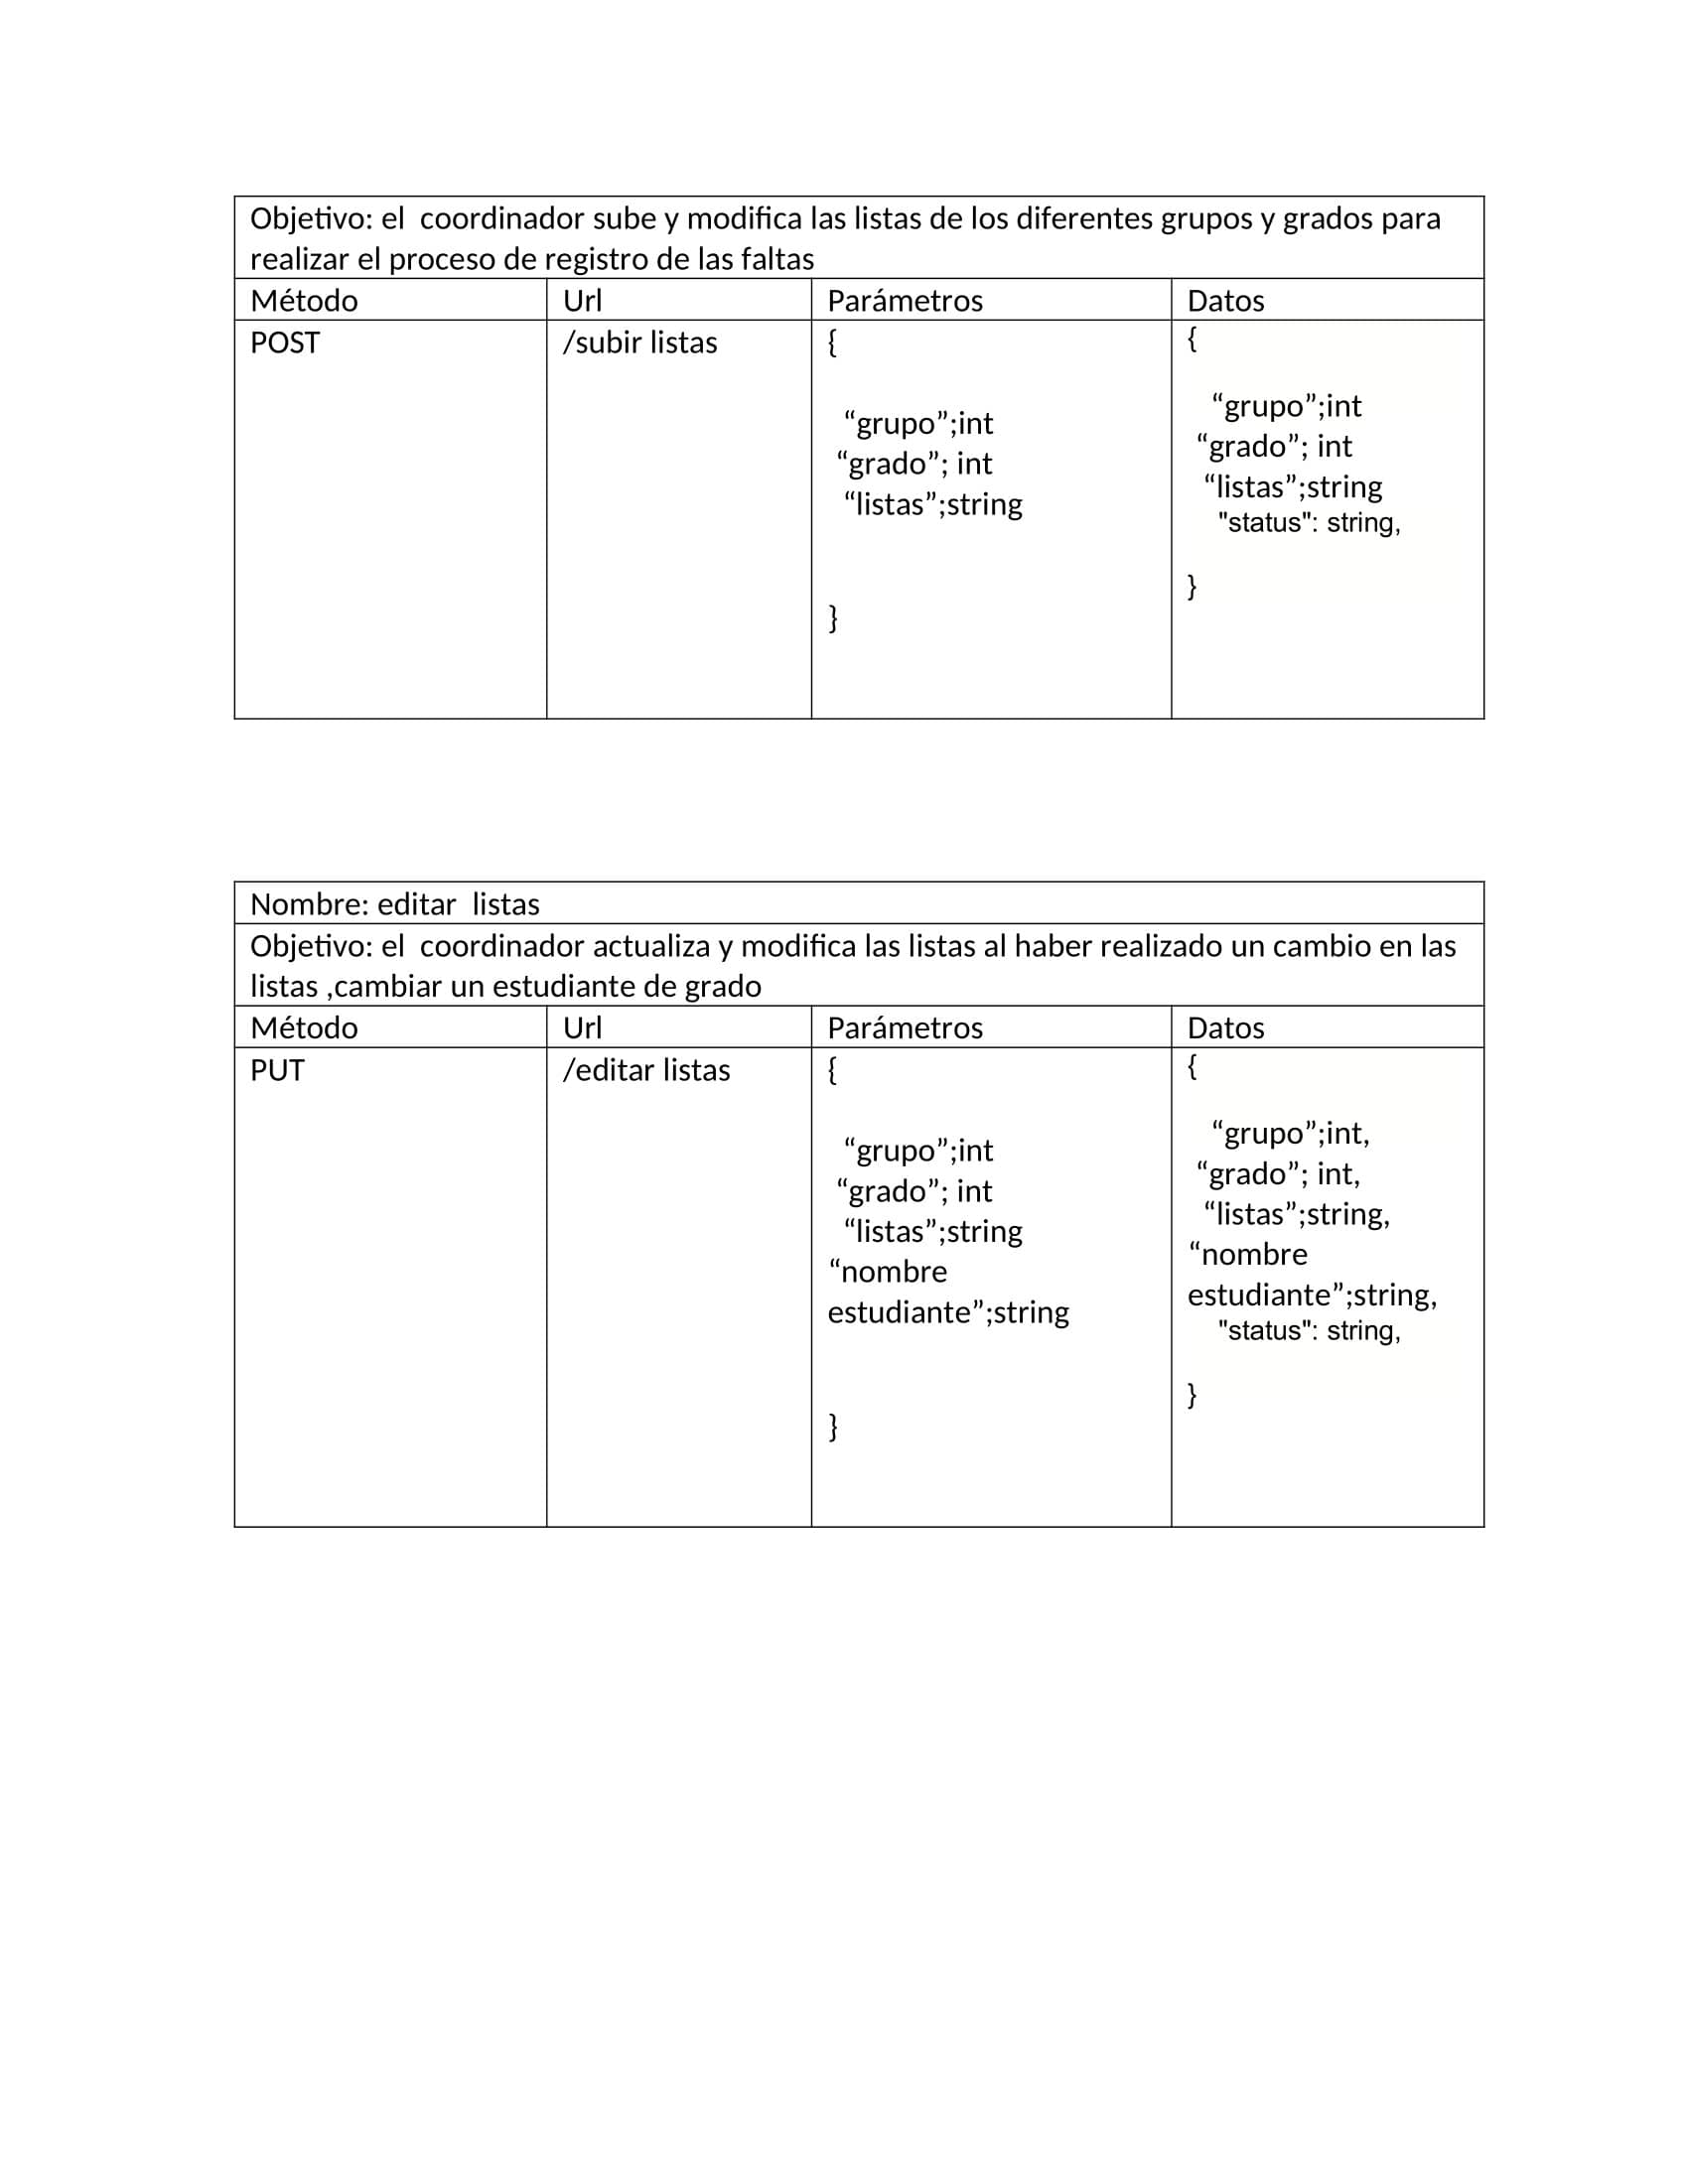 Objetivo: el  coordinador sube y modifica las listas de los diferentes grupos y grados para
realizar el proceso de registro de las faltas
Método Url Parámetros Datos
POST /subir listas
{
“grupo”;int
“grado”; int
“listas”;string
}
{
“grupo”;int
“grado”; int
“listas”;string
"status": string,
}
Nombre: editar  listas
Objetivo: el  coordinador actualiza y modifica las listas al haber realizado un cambio en las
listas ,cambiar un estudiante de grado
Método Url Parámetros Datos
PUT /editar listas
{
“grupo”;int
“grado”; int
“listas”;string
“nombre
estudiante”;string
}
{
“grupo”;int,
“grado”; int,
“listas”;string,
“nombre
estudiante”;string,
"status": string,
}